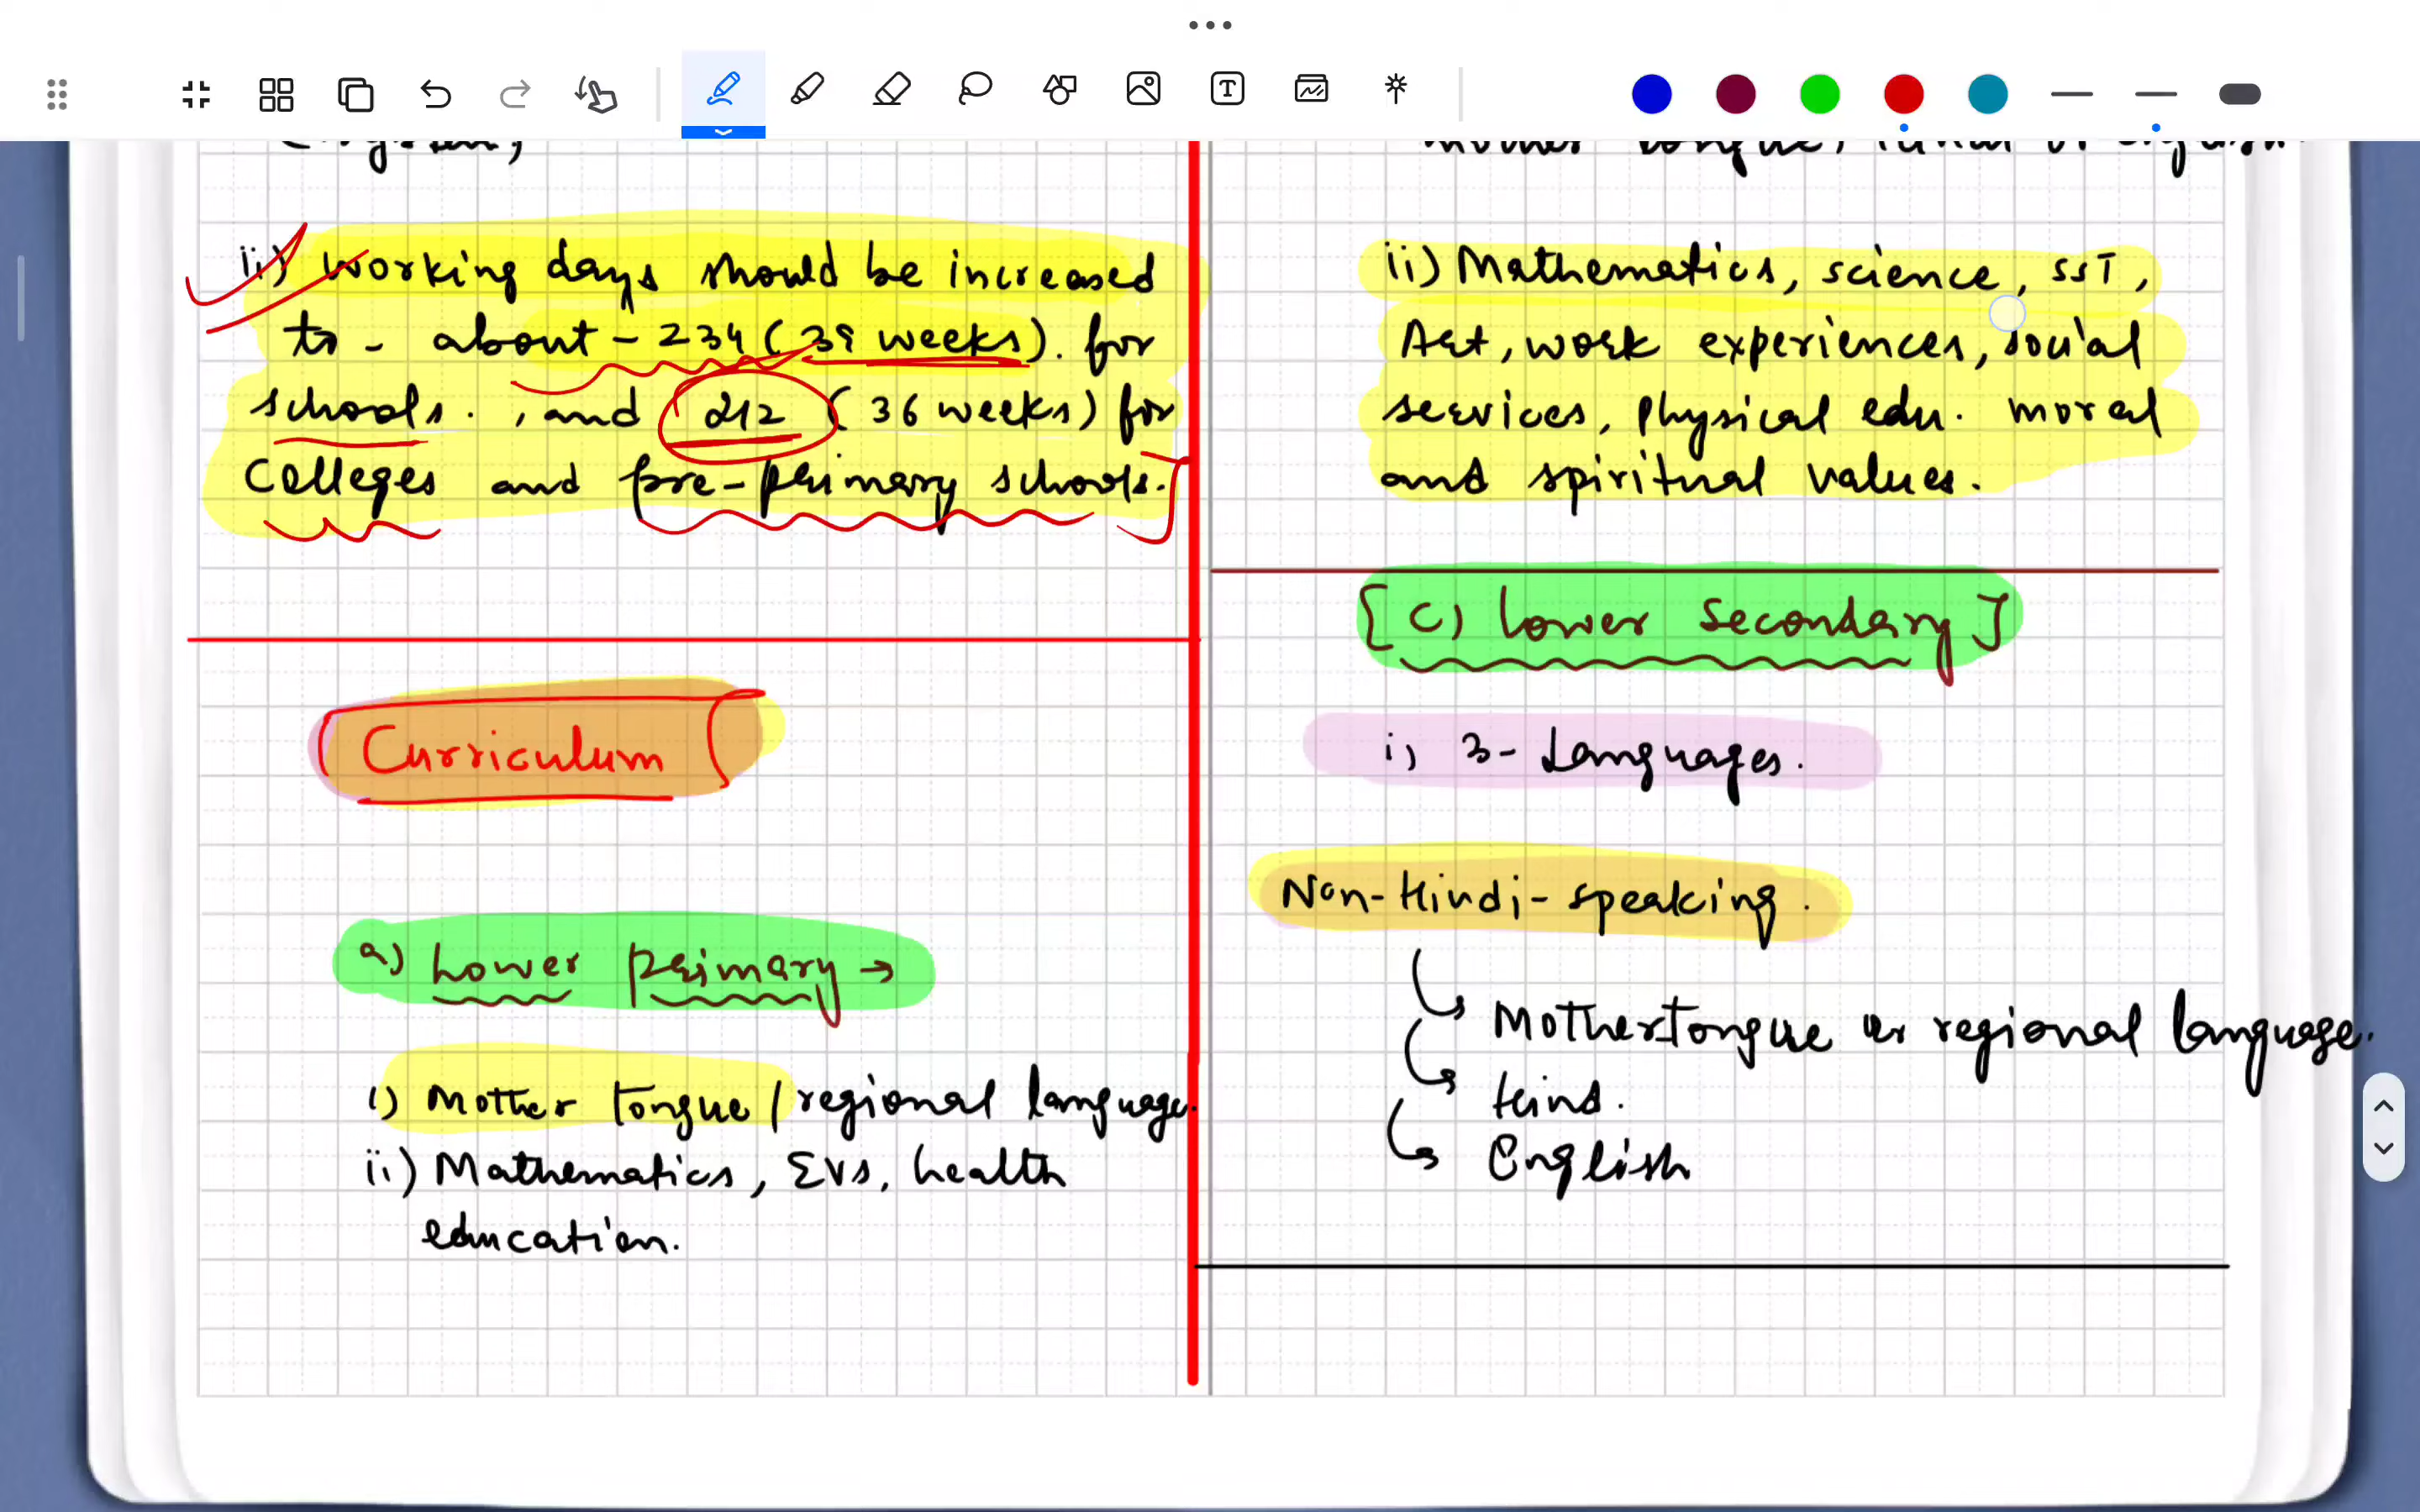 ii) Working days should be increased
to - about - 234 (39 weeks). for
schools. , and 212 (36 weeks) for
Colleges and pre-primary schools.
Curriculum
a) Lower primary →
i) Mother tongue / regional language.
ii) Mathematics, EVS, health
education.
mother tongue,
ii) Mathematics, science, SST,
Art, work experiences, social
services, Physical edu. moral
and spiritual values.
[C) Lower Secondary]
i) 3- Languages.
Non-Hindi-speaking.
Mothertongue or regional language.
Hind.
English